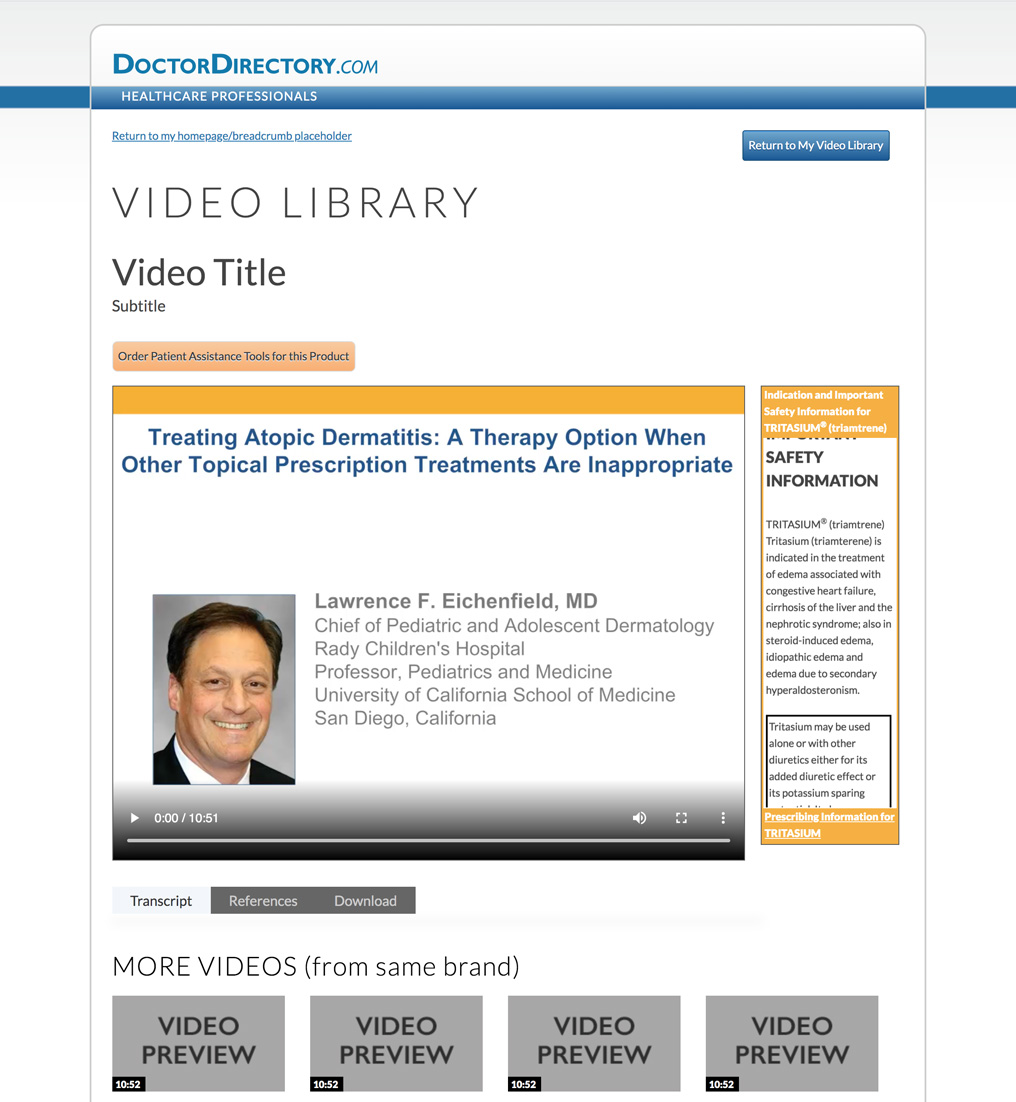 DOCTORDIRECTORY.COM
HEALTHCARE PROFESSIONALS
Return to my homepage/breadcrumb placeholder
Return to My Video Library
VIDEO LIBRARY
Video Title
Subtitle
Order Patient Assistance Tools for this Product
Treating Atopic Dermatitis: A Therapy Option When
Other Topical Prescription Treatments Are Inappropriate
Lawrence F. Eichenfield, MD
Chief of Pediatric and Adolescent Dermatology
Rady Children's Hospital
Professor, Pediatrics and Medicine
University of California School of Medicine
San Diego, California
0:00 / 10:51
Indication and Important
Safety Information for
TRITASIUM® (triamtrene)
IMPORTANT
SAFETY
INFORMATION
TRITASIUM® (triamtrene)
Tritasium (triamterene) is
indicated in the treatment
of edema associated with
congestive heart failure,
cirrhosis of the liver and the
nephrotic syndrome; also in
steroid-induced edema,
idiopathic edema and
edema due to secondary
hyperaldosteronism.
Tritasium may be used
alone or with other
diuretics either for its
added diuretic effect or
its potassium sparing
Prescribing Information for
TRITASIUM
Transcript
References
Download
MORE VIDEOS (from same brand)
VIDEO
PREVIEW
10:52
VIDEO
PREVIEW
10:52
VIDEO
PREVIEW
10:52
VIDEO
PREVIEW
10:52